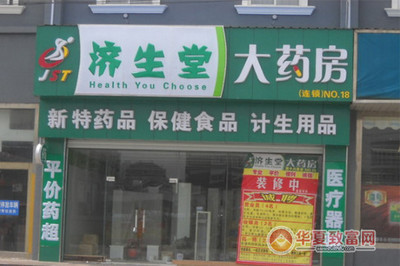 JST
济生堂
Health You Choose
大药房
(连锁)NO.18
新特药品 保健食品 计生用品
平价药超
医疗器
济生堂大药房
装修中
华夏致富网